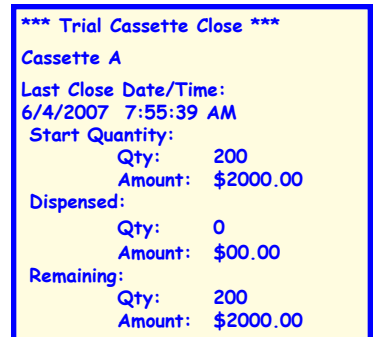 *** Trial Cassette Close ***
Cassette A
Last Close Date/Time:
6/4/2007 7:55:39 AM
Start Quantity:
Qty: 200
Amount: $2000.00
Dispensed:
Qty: 0
Amount: $00.00
Remaining:
Qty: 200
Amount: $2000.00